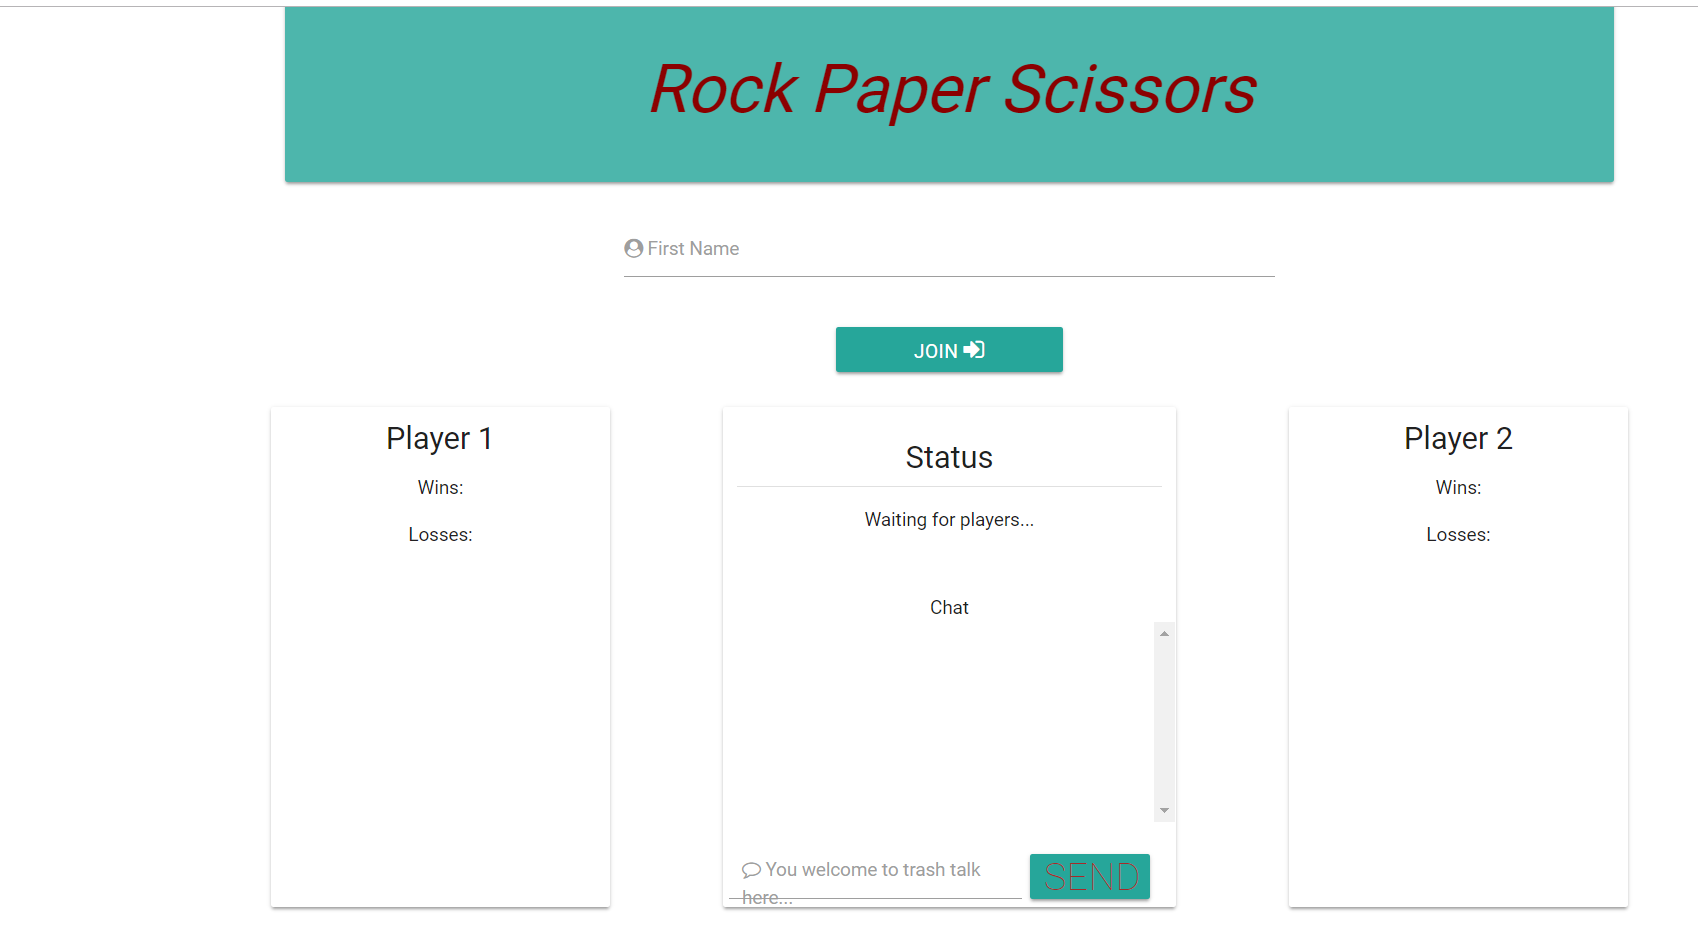 Rock Paper Scissors
First Name
JOIN
Player 1
Wins:
Losses:
Status
Waiting for players...
Chat
You welcome to trash talk
here...
SEND
Player 2
Wins:
Losses: